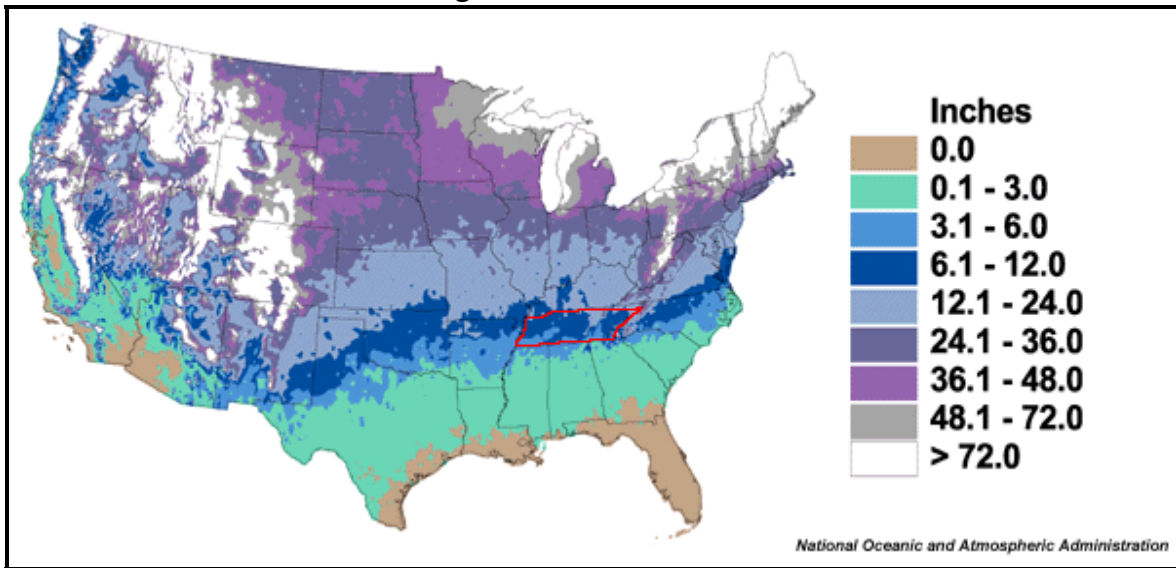 Inches
0.0
0.1 - 3.0
3.1 - 6.0
6.1 - 12.0
12.1 - 24.0
24.1 - 36.0
36.1 - 48.0
48.1 - 72.0
> 72.0
National Oceanic and Atmospheric Administration